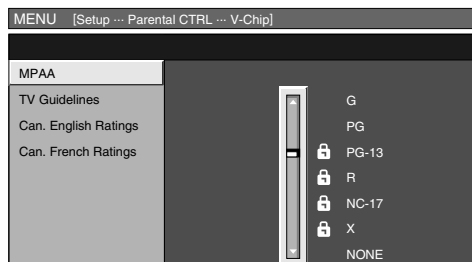 MENU [Setup ··· Parental CTRL ··· V-Chip]
MPAA
TV Guidelines
Can. English Ratings
Can. French Ratings
G
PG
PG-13
R
NC-17
X
NONE